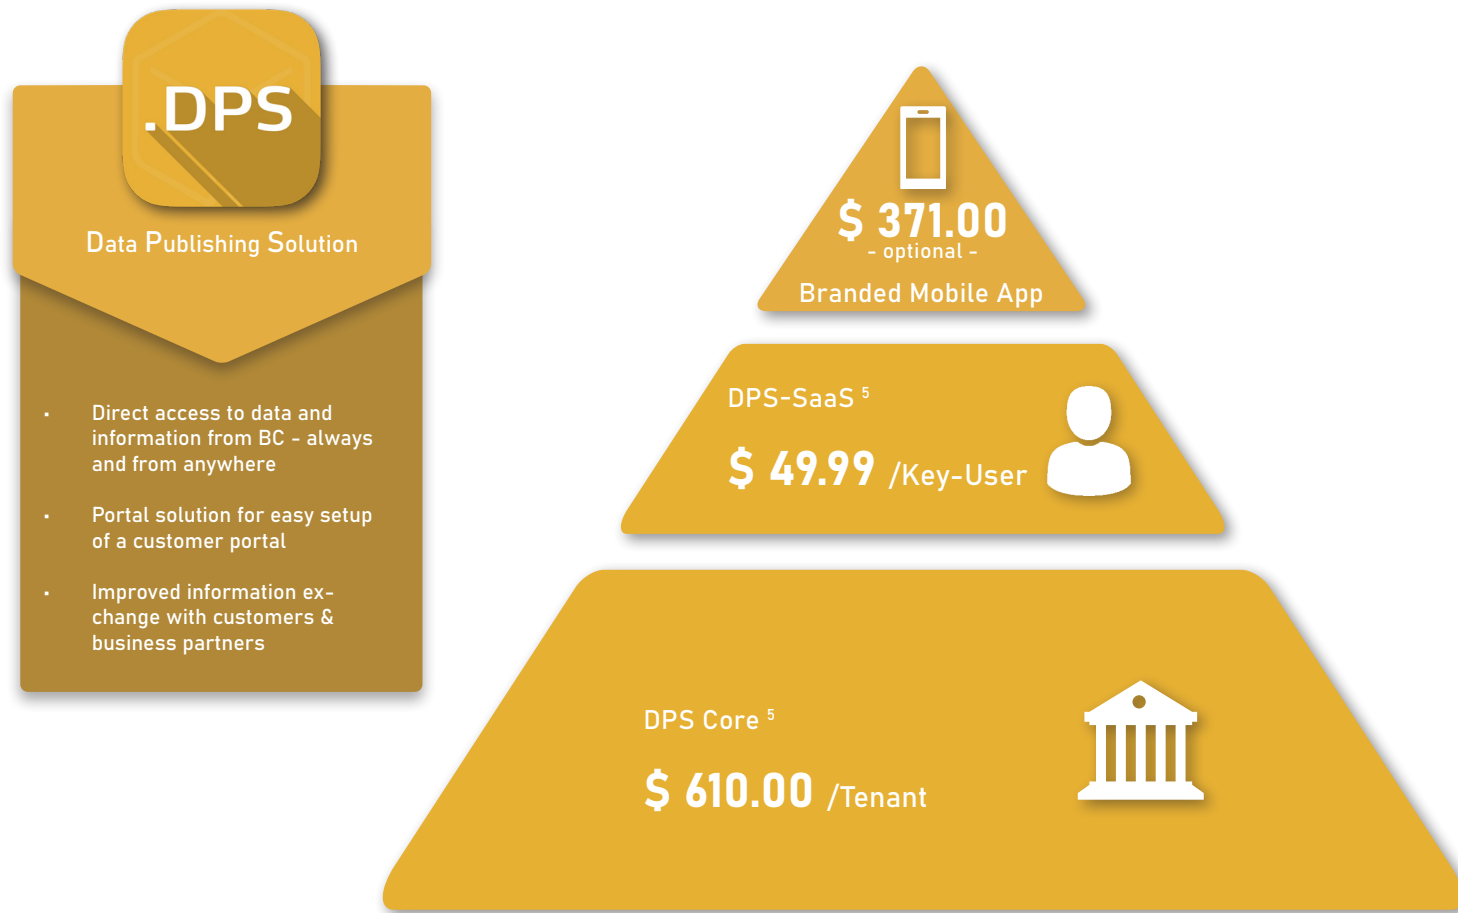 .DPS
Data Publishing Solution
· Direct access to data and
information from BC - always
and from anywhere
· Portal solution for easy setup
of a customer portal
· Improved information ex-
change with customers &
business partners
$ 371.00
- optional -
Branded Mobile App
DPS-SaaS ⁵
$ 49.99 /Key-User
DPS Core ⁵
$ 610.00 /Tenant